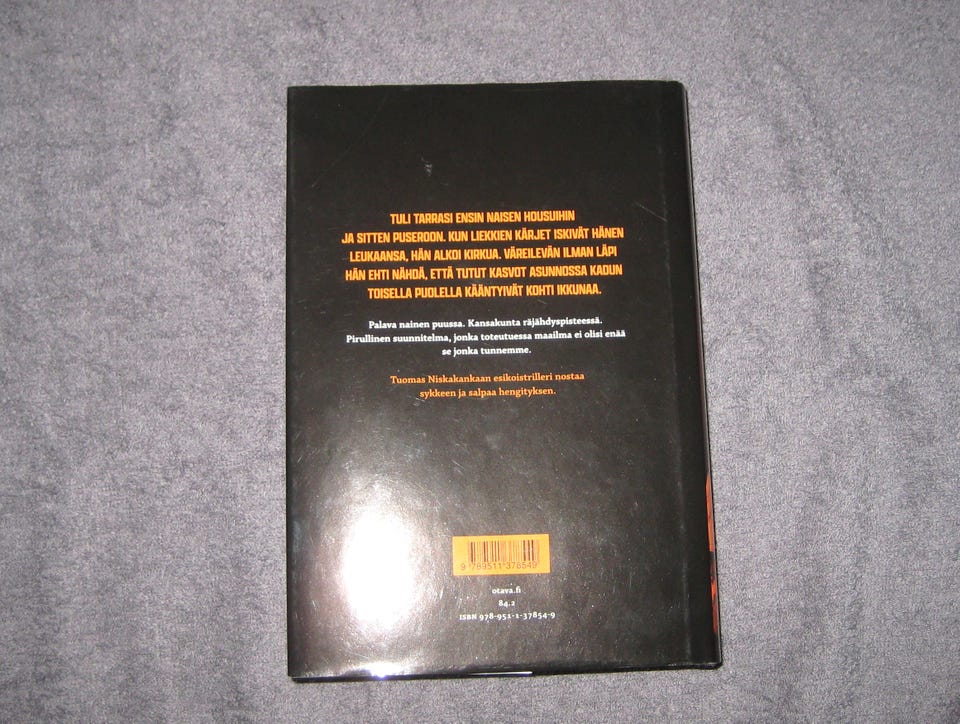 TULI TARRASI ENSIN NAISEN HOUSUIHIN
JA SITTEN PUSEROON. KUN LIEKKIEN KÄRJET ISKIVÄT HÄNEN
LEUKAANSA, HÄN ALKOI KIRKUA. VÄREILEVÄN ILMAN LÄPI
HÄN EHTI NÄHDÄ, ETTÄ TUTUT KASVOT ASUNNOSSA KADUN
TOISELLA PUOLELLA KÄÄNTYIVÄT KOHTI IKKUNAA.
Palava nainen puussa. Kansakunta räjähdyspisteessä.
Pirullinen suunnitelma, jonka toteutuessa maailma ei olisi enää
se jonka tunnemme.
Tuomas Niskakankaan esikoistrilleri nostaa
sykkeen ja salpaa hengityksen.
9 789511 378549
otava.fi
84.2
ISBN 978-951-1-37854-9